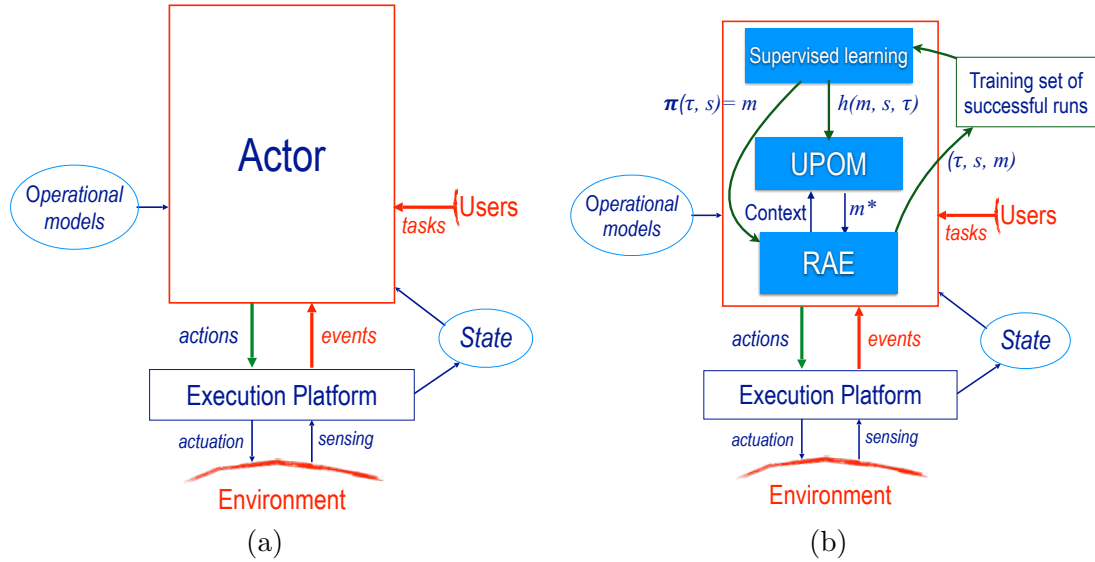 Actor
Operational
models
Users
tasks
actions
events
State
Execution Platform
actuation
sensing
Environment
(a)
Supervised learning
Training set of
successful runs
π(τ, s) = m
h(m, s, τ)
UPOM
(τ, s, m)
Operational
models
Context
m*
Users
tasks
RAE
actions
events
State
Execution Platform
actuation
sensing
Environment
(b)